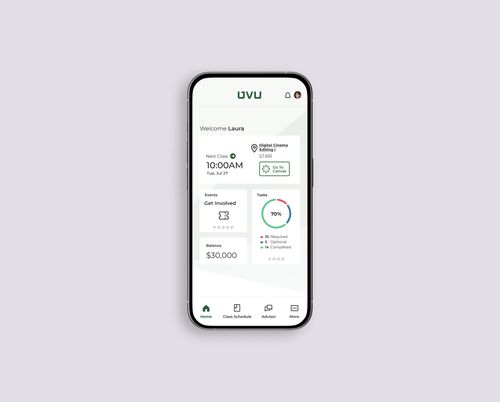 UVU
Welcome Laura
Next Class
10:00AM
Tue, Jul 27
Digital Cinema
Editing I
GT 602
Go To
Canvas
Events
Get Involved
Tasks
70%
10 Required
5 Optional
14 Completed
Balance
$30,000
Home
Class Schedule
Advisor
More